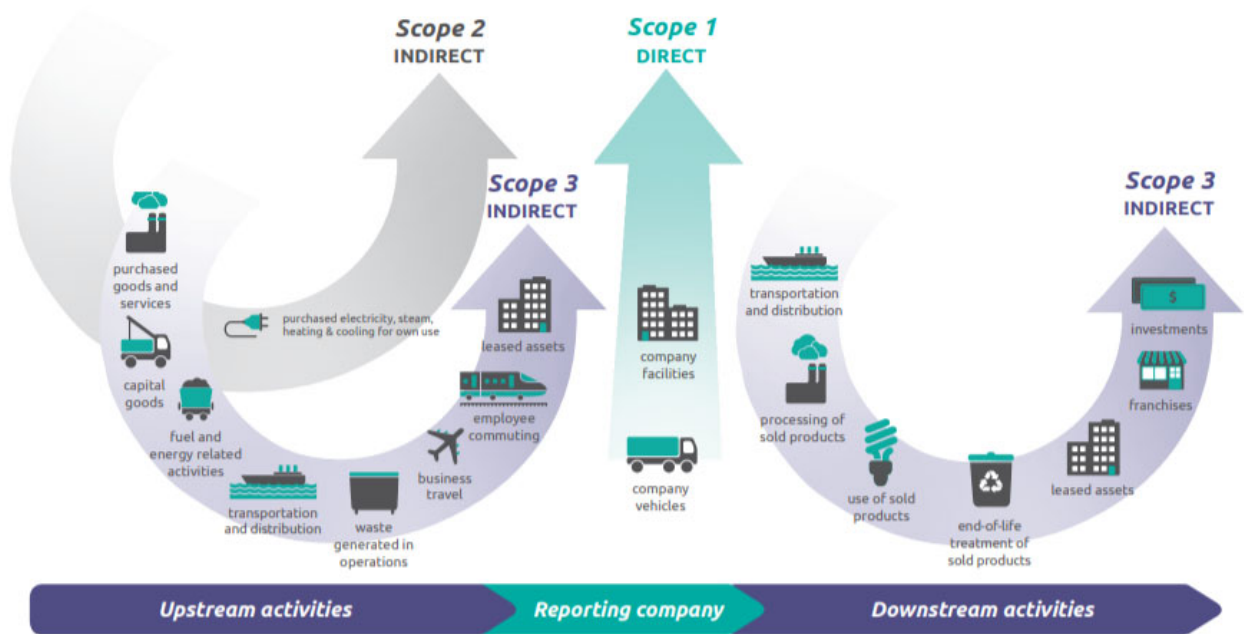 Scope 2
INDIRECT
Scope 1
DIRECT
Scope 3
INDIRECT
Scope 3
INDIRECT
purchased
goods and
services
capital
goods
fuel and
energy related
activities
transportation
and distribution
waste
generated in
operations
business
travel
employee
commuting
leased assets
purchased electricity, steam,
heating & cooling for own use
company
facilities
company
vehicles
transportation
and distribution
processing of
sold products
use of sold
products
end-of-life
treatment of
sold products
leased assets
franchises
investments
$
Upstream activities
Reporting company
Downstream activities